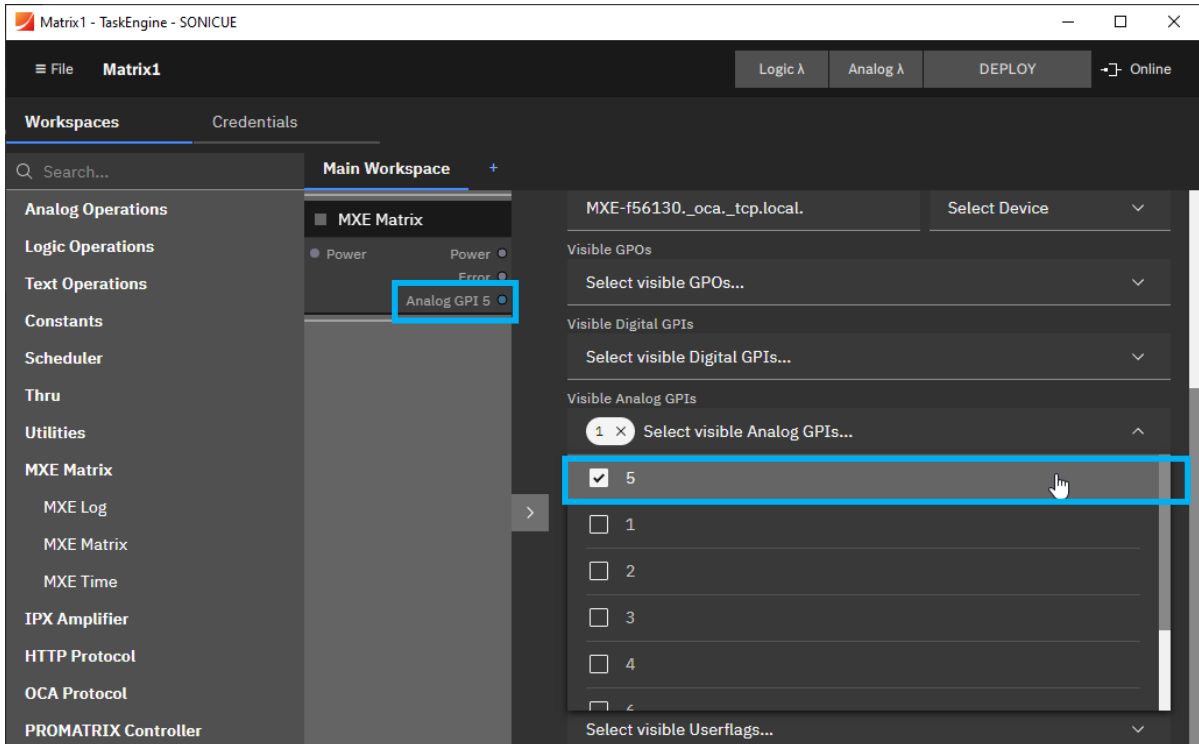 Matrix1 - TaskEngine - SONICUE
≡ File Matrix1 Logic λ Analog λ DEPLOY Online
Workspaces Credentials
Search...
Main Workspace +
Analog Operations
Logic Operations
Text Operations
Constants
Scheduler
Thru
Utilities
MXE Matrix
MXE Log
MXE Matrix
MXE Time
IPX Amplifier
HTTP Protocol
OCA Protocol
PROMATRIX Controller
MXE Matrix
Power Power
Error
Analog GPI 5
MXE-f56130._oca._tcp.local. Select Device
Visible GPOs
Select visible GPOs...
Visible Digital GPIs
Select visible Digital GPIs...
Visible Analog GPIs
1 × Select visible Analog GPIs...
5
1
2
3
4
6
Select visible Userflags...